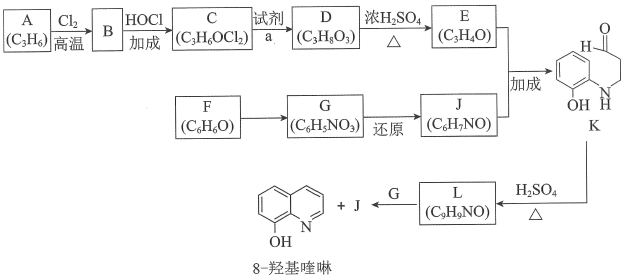 A Cl₂ B HOCl C 试剂 D 浓H₂SO₄ E
(C₃H₆) 高温 加成 (C₃H₆OCl₂) a (C₃H₈O₃) △ (C₃H₄O)
O
H
加成
N
H
OH
K
F G J
(C₆H₆O) (C₆H₅NO₃) 还原 (C₆H₇NO)
N
OH
+ J G L H₂SO₄
(C₉H₉NO) △
8-羟基喹啉